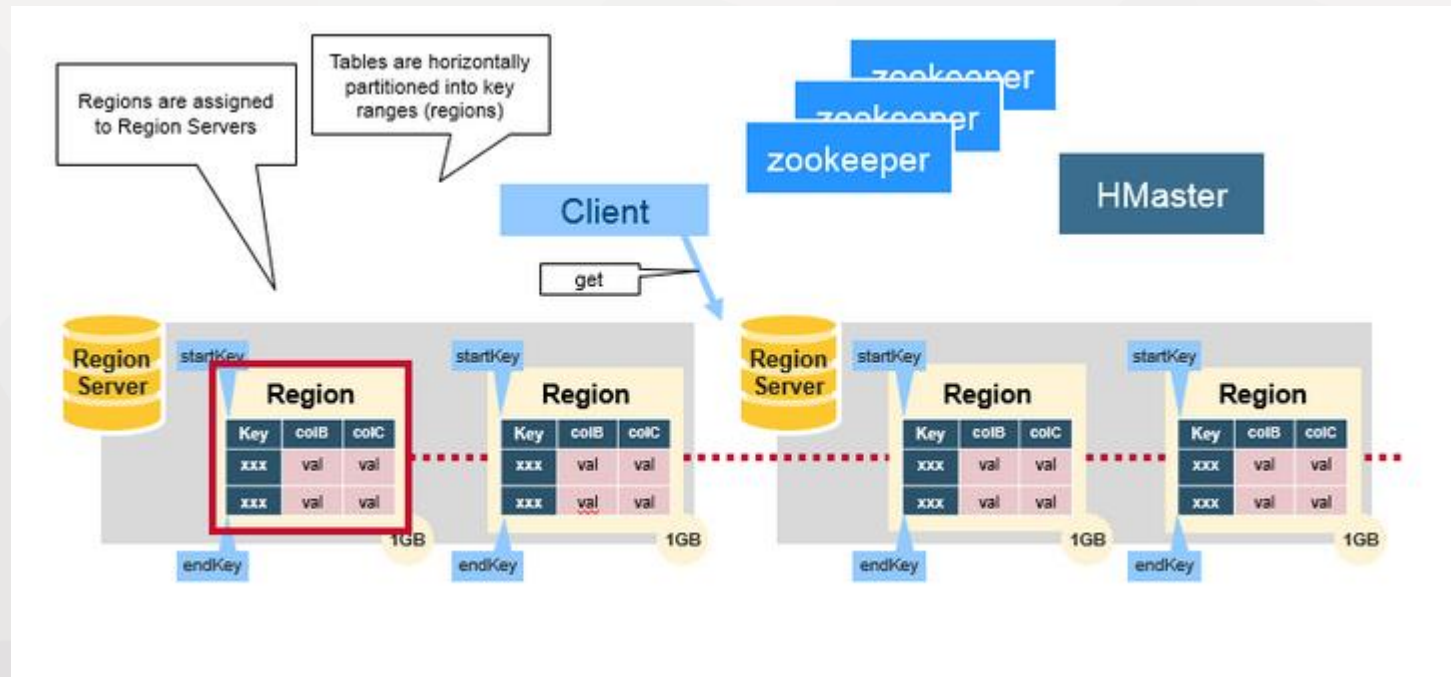 Regions are assigned
to Region Servers
Tables are horizontally
partitioned into key
ranges (regions)
zookeeper
zookeeper
zookeeper
HMaster
Client
get
Region
Server
startKey
Region
Key colB colC
xxx val val
xxx val val
1GB
endKey
startKey
Region
Key colB colC
xxx val val
xxx val val
1GB
endKey
Region
Server
startKey
Region
Key colB colC
xxx val val
xxx val val
1GB
endKey
startKey
Region
Key colB colC
xxx val val
xxx val val
1GB
endKey